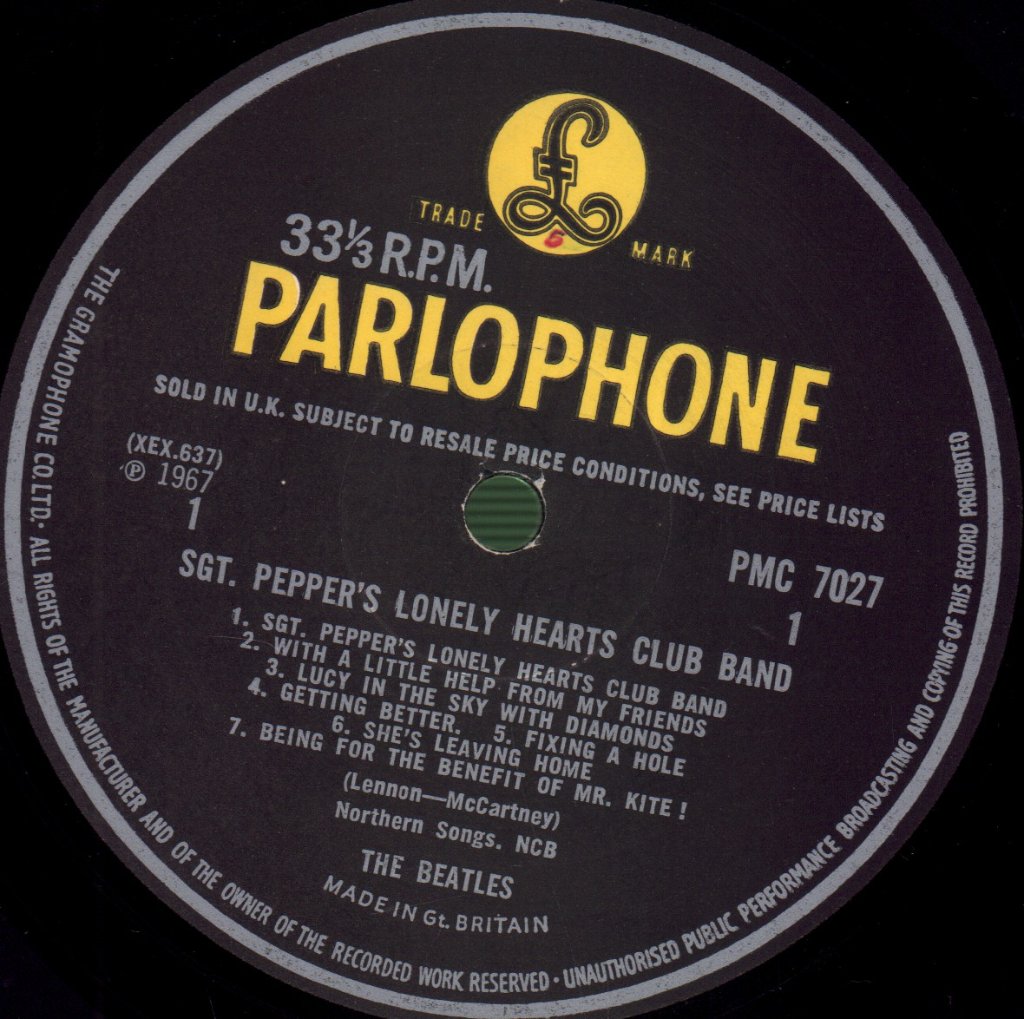 £
5
TRADE MARK
33⅓ R.P.M.
PARLOPHONE
SOLD IN U.K. SUBJECT TO RESALE PRICE CONDITIONS, SEE PRICE LISTS
(XEX.637)
℗ 1967
1
PMC 7027
1
SGT. PEPPER'S LONELY HEARTS CLUB BAND
1. SGT. PEPPER'S LONELY HEARTS CLUB BAND
2. WITH A LITTLE HELP FROM MY FRIENDS
3. LUCY IN THE SKY WITH DIAMONDS
4. GETTING BETTER. 5. FIXING A HOLE
6. SHE'S LEAVING HOME
7. BEING FOR THE BENEFIT OF MR. KITE!
(Lennon—McCartney)
Northern Songs. NCB
THE BEATLES
MADE IN Gt. BRITAIN
THE GRAMOPHONE CO. LTD. · ALL RIGHTS OF THE MANUFACTURER AND OF THE OWNER OF THE RECORDED WORK RESERVED · UNAUTHORISED PUBLIC PERFORMANCE BROADCASTING AND COPYING OF THIS RECORD PROHIBITED